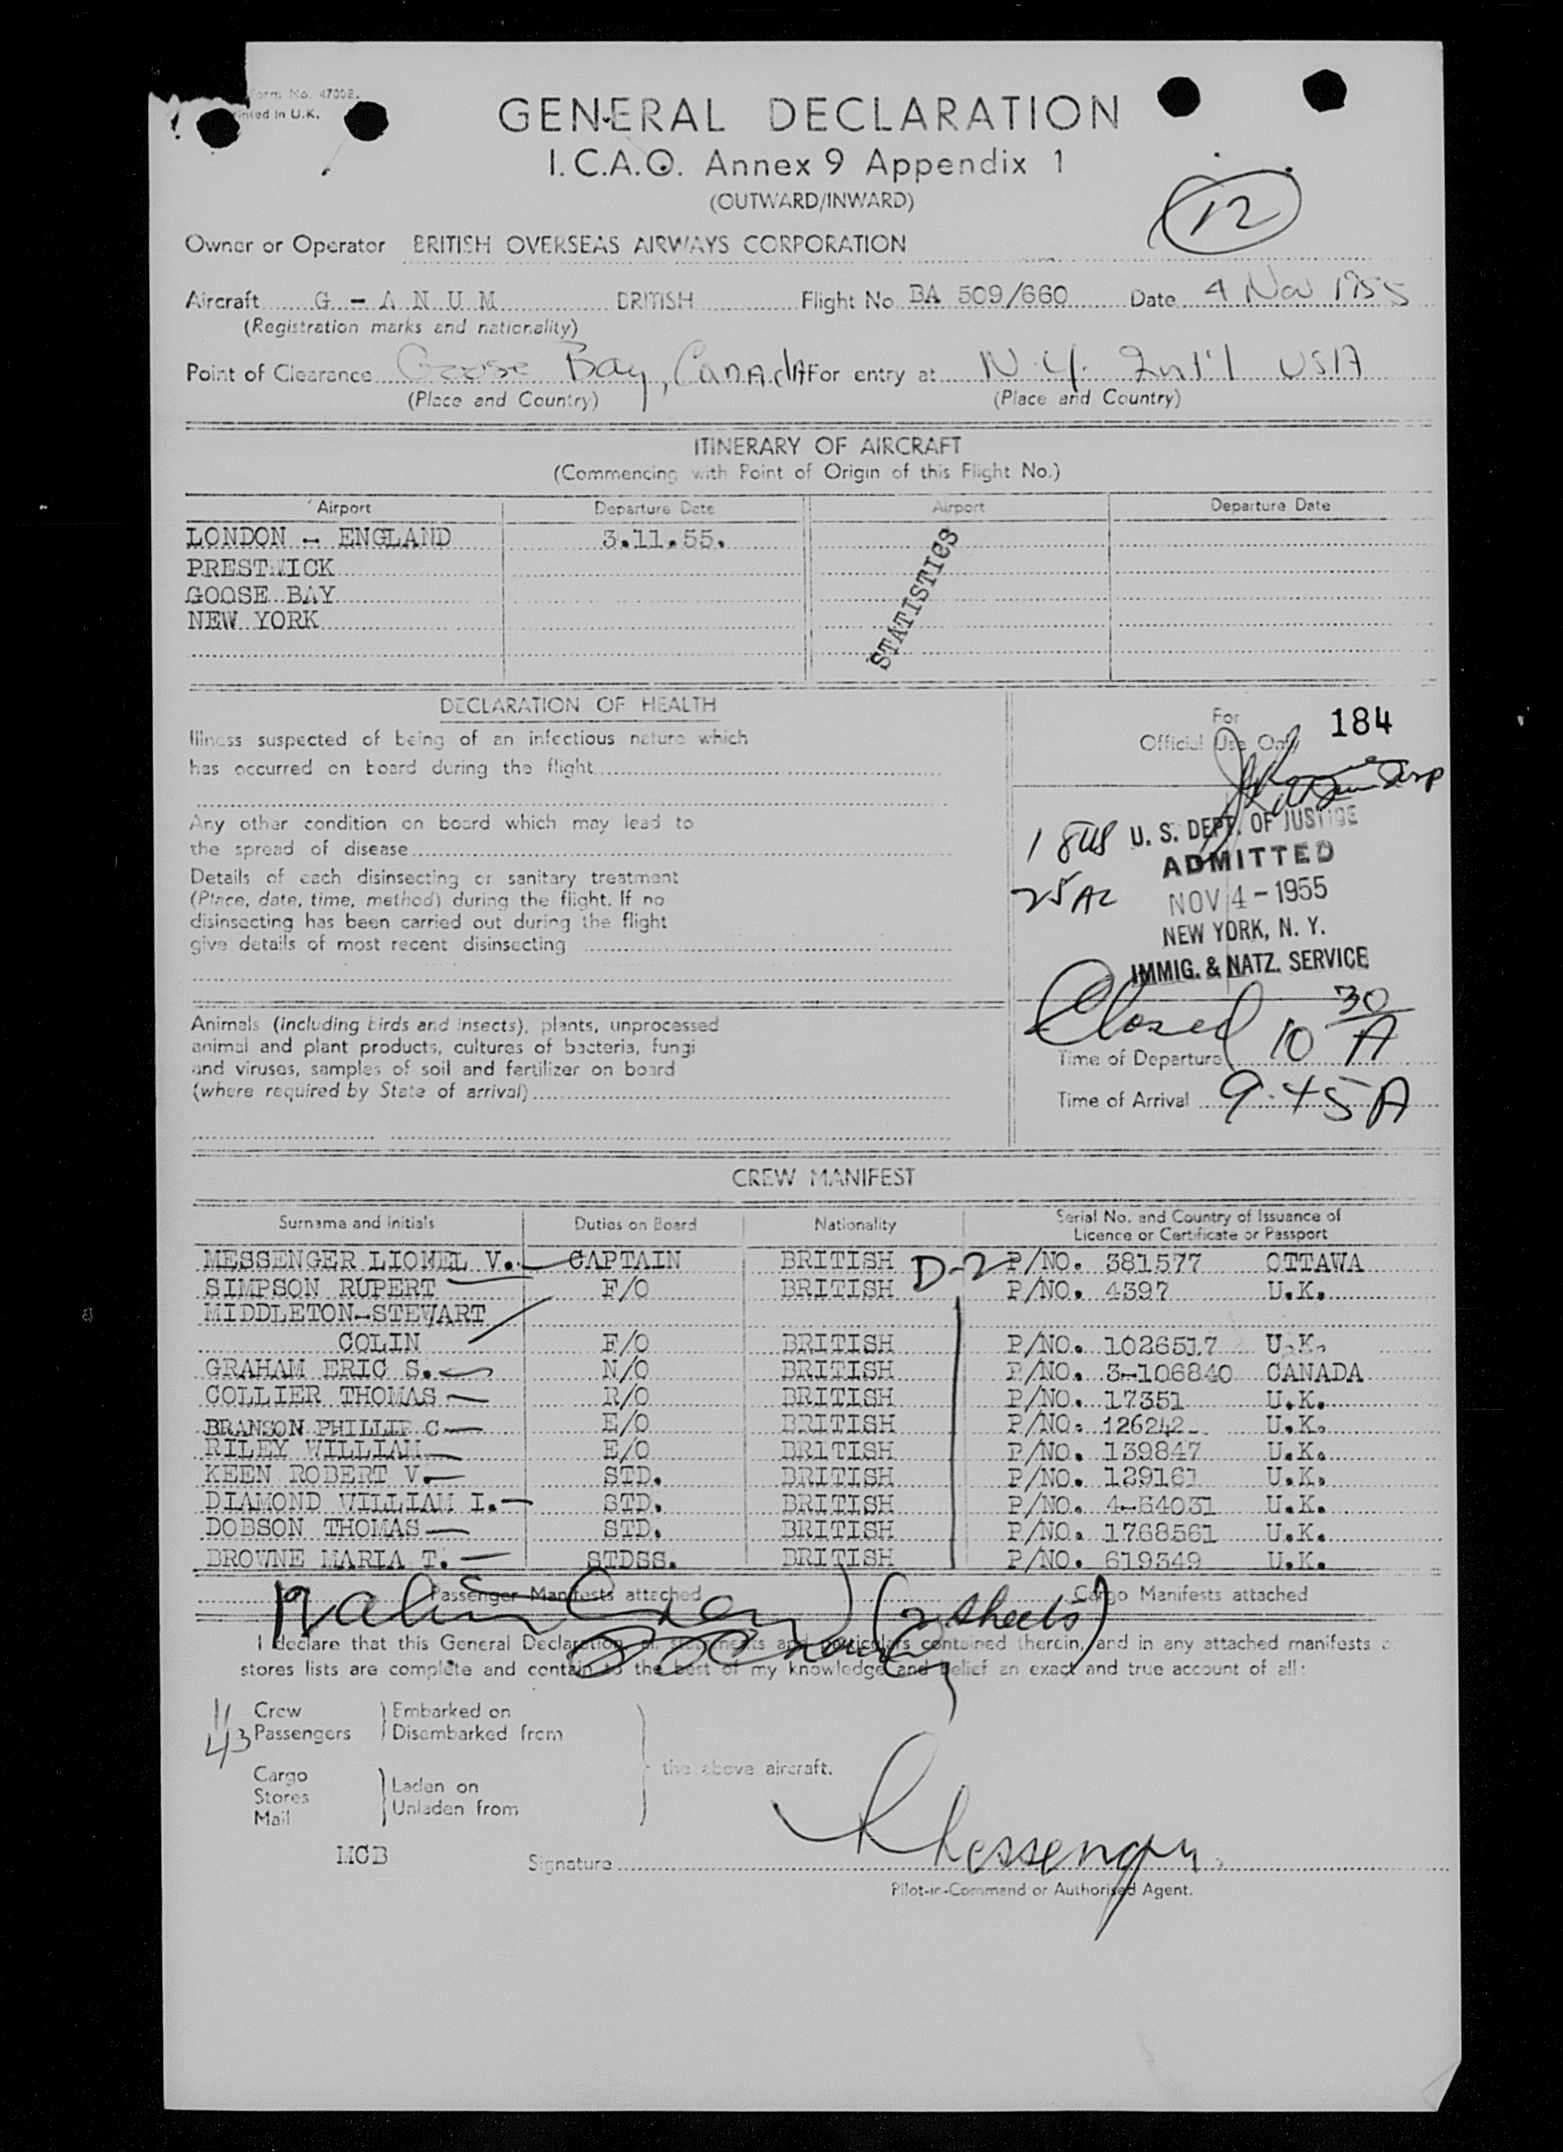 Form No. 47002.
Printed in U.K.
GENERAL DECLARATION
I.C.A.O. Annex 9 Appendix 1
(OUTWARD/INWARD)
12
Owner or Operator BRITISH OVERSEAS AIRWAYS CORPORATION
Aircraft G - A N U M BRITISH Flight No BA 509/660 Date 4 Nov 1955
(Registration marks and nationality)
Point of Clearance Goose Bay, Canada For entry at N.Y. Int'l USA
(Place and Country) (Place and Country)
ITINERARY OF AIRCRAFT
(Commencing with Point of Origin of this Flight No.)
Airport Departure Date Airport Departure Date
LONDON - ENGLAND 3.11.55.
PRESTWICK
GOOSE BAY
NEW YORK
STATISTICS
DECLARATION OF HEALTH
Illness suspected of being of an infectious nature which
has occurred on board during the flight
Any other condition on board which may lead to
the spread of disease
Details of each disinsecting or sanitary treatment
(Place, date, time, method) during the flight. If no
disinsecting has been carried out during the flight
give details of most recent disinsecting
Animals (including birds and insects), plants, unprocessed
animal and plant products, cultures of bacteria, fungi
and viruses, samples of soil and fertilizer on board
(where required by State of arrival)
For 184
Official Use Only
18 US
25 AL
U. S. DEPT. OF JUSTICE
ADMITTED
NOV 4 - 1955
NEW YORK, N. Y.
IMMIG. & NATZ. SERVICE
Closed 10 30/A
Time of Departure
Time of Arrival 9.45A
CREW MANIFEST
Surname and initials Duties on Board Nationality Serial No. and Country of Issuance of
Licence or Certificate or Passport
MESSENGER LIONEL V. CAPTAIN BRITISH D-2 P/NO. 381577 OTTAWA
SIMPSON RUPERT F/O BRITISH P/NO. 4397 U.K.
MIDDLETON-STEWART
COLIN F/O BRITISH P/NO. 1026517 U.K.
GRAHAM ERIC S. N/O BRITISH P/NO. 3-106840 CANADA
COLLIER THOMAS R/O BRITISH P/NO. 17351 U.K.
BRANSON PHILLIP C E/O BRITISH P/NO. 126242 U.K.
RILEY WILLIAM E/O BRITISH P/NO. 139847 U.K.
KEEN ROBERT V. STD. BRITISH P/NO. 129161 U.K.
DIAMOND WILLIAM I. STD. BRITISH P/NO. 4-64031 U.K.
DOBSON THOMAS STD. BRITISH P/NO. 1768561 U.K.
BROWNE MARIA T. STDSS. BRITISH P/NO. 619349 U.K.
Passenger Manifests attached Cargo Manifests attached
(2 sheets)
I declare that this General Declaration, all statements and particulars contained therein, and in any attached manifests
stores lists are complete and contain to the best of my knowledge and belief an exact and true account of all:
11 Crew Embarked on
43 Passengers Disembarked from
the above aircraft.
Cargo Laden on
Stores
Unladen from
Mail
MCB
Signature Messenger
Pilot-in-Command or Authorised Agent.